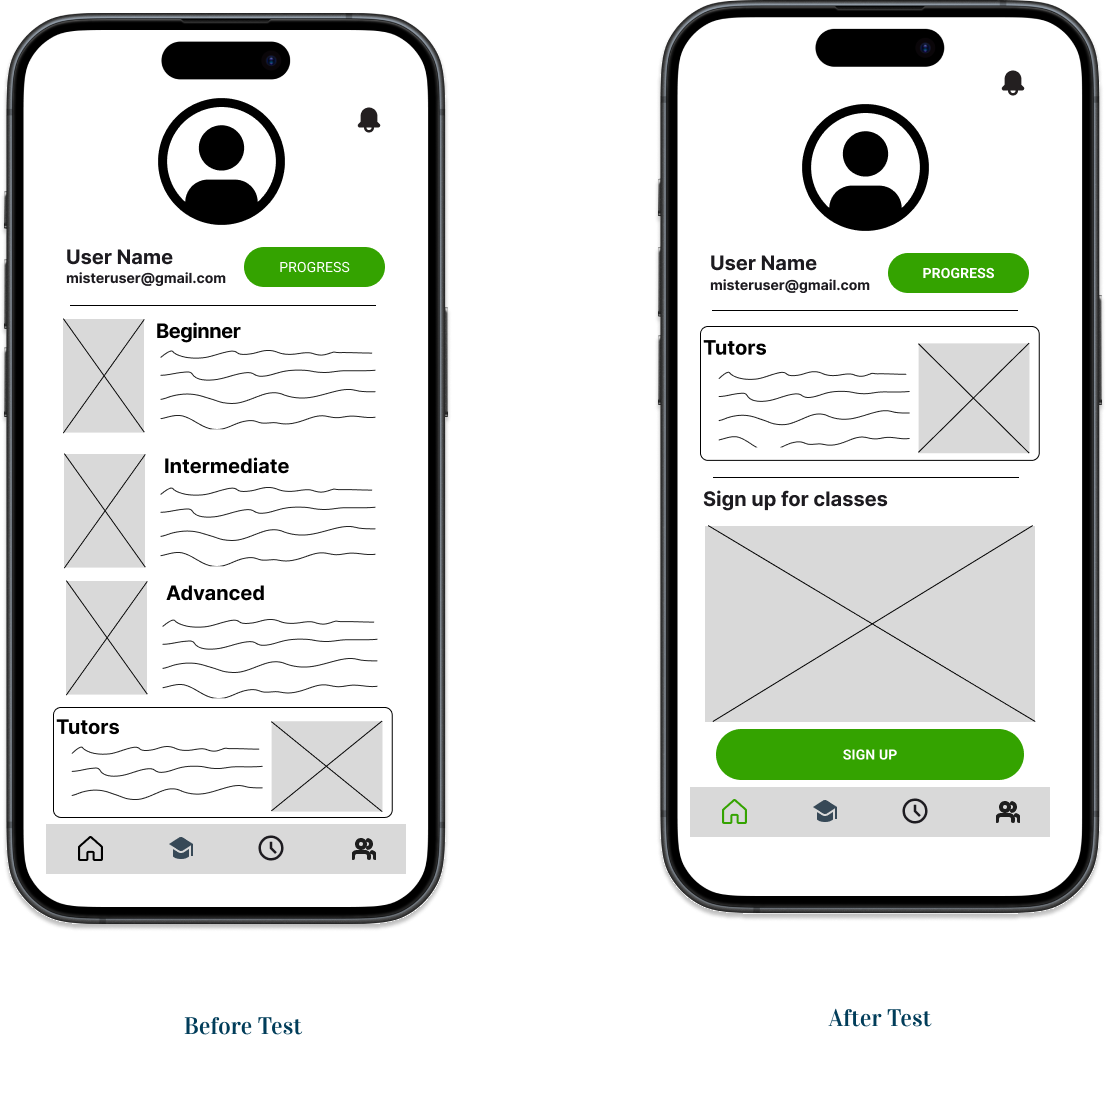 User Name
misteruser@gmail.com
PROGRESS
Beginner
Intermediate
Advanced
Tutors
Before Test
User Name
misteruser@gmail.com
PROGRESS
Tutors
Sign up for classes
SIGN UP
After Test